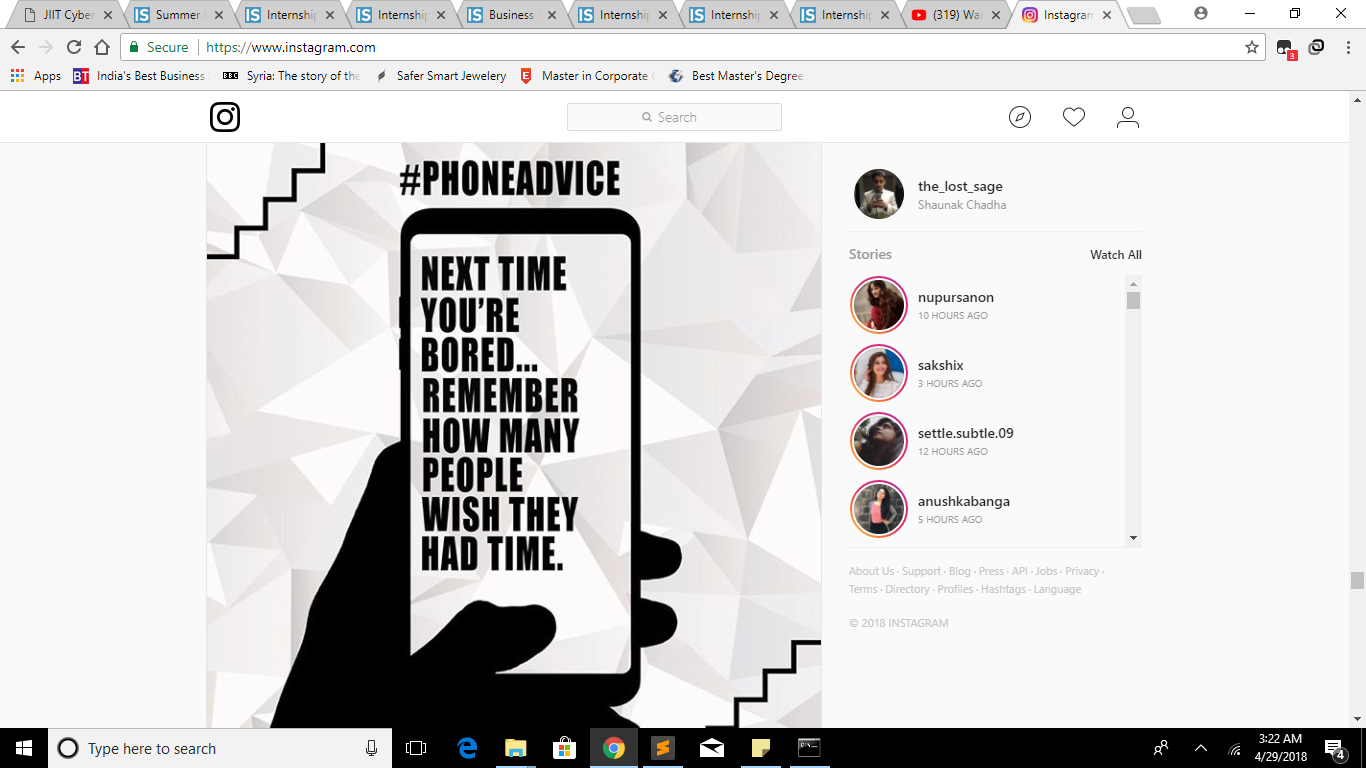 JIIT Cyber
Summer
Internship
Internship
Business
Internship
Internship
Internship
(319) Wa
Instagram
Secure
https://www.instagram.com
3
Apps
BT
India's Best Business
BBC
Syria: The story of the
Safer Smart Jewelery
Master in Corporate
Best Master's Degree
Search
#PHONEADVICE
NEXT TIME
YOU'RE
BORED...
REMEMBER
HOW MANY
PEOPLE
WISH THEY
HAD TIME.
the_lost_sage
Shaunak Chadha
Stories
Watch All
nupursanon
10 HOURS AGO
sakshix
3 HOURS AGO
settle.subtle.09
12 HOURS AGO
anushkabanga
5 HOURS AGO
About Us · Support · Blog · Press · API · Jobs · Privacy ·
Terms · Directory · Profiles · Hashtags · Language
© 2018 INSTAGRAM
Type here to search
3:22 AM
4/29/2018
4